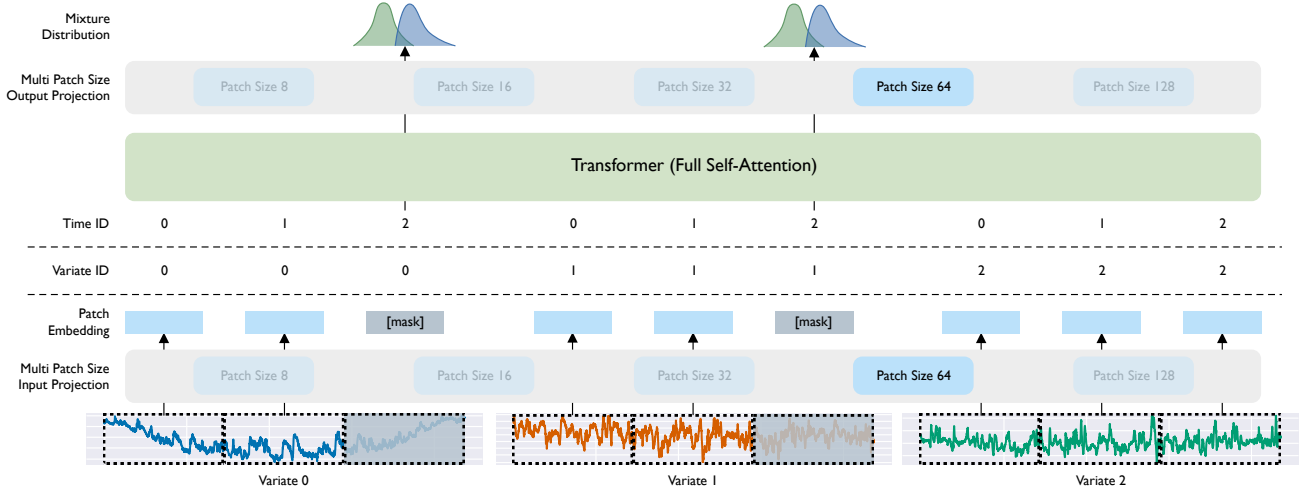 Mixture
Distribution
Multi Patch Size
Output Projection
Patch Size 8
Patch Size 16
Patch Size 32
Patch Size 64
Patch Size 128
Transformer (Full Self-Attention)
Time ID 0 1 2 0 1 2 0 1 2
Variate ID 0 0 0 1 1 1 2 2 2
Patch
Embedding
[mask] [mask]
Multi Patch Size
Input Projection
Patch Size 8
Patch Size 16
Patch Size 32
Patch Size 64
Patch Size 128
Variate 0
Variate 1
Variate 2